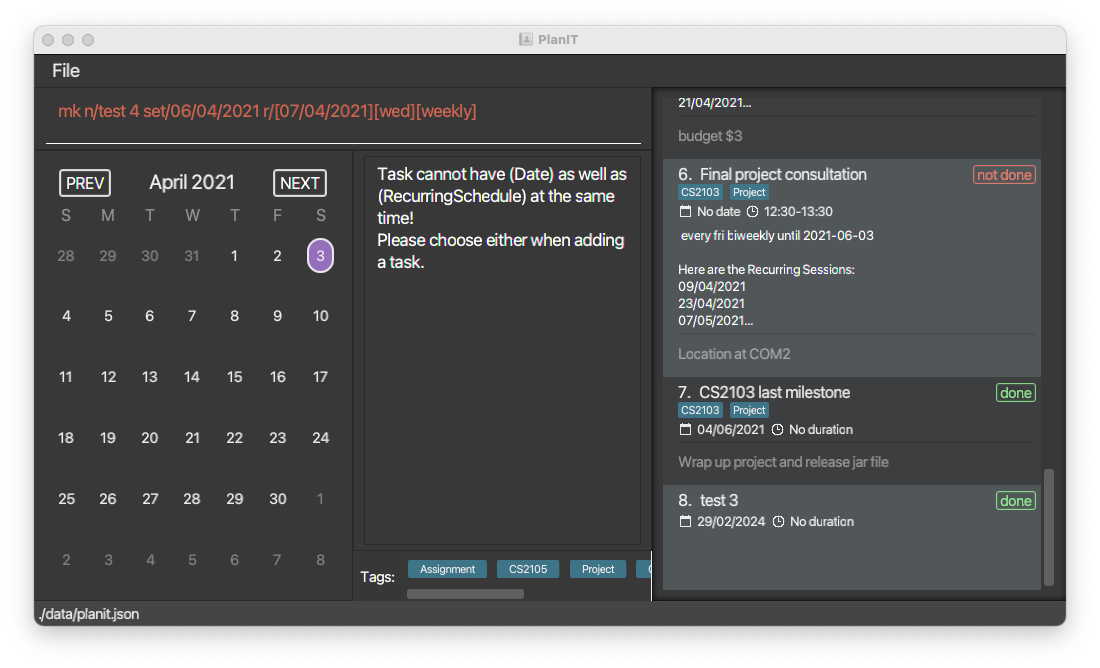 PlanIT
File
mk n/test 4 set/06/04/2021 r/[07/04/2021][wed][weekly]
PREV April 2021 NEXT
S M T W T F S
28 29 30 31 1 2 3
4 5 6 7 8 9 10
11 12 13 14 15 16 17
18 19 20 21 22 23 24
25 26 27 28 29 30 1
2 3 4 5 6 7 8
Task cannot have (Date) as well as
(RecurringSchedule) at the same
time!
Please choose either when adding
a task.
Tags: Assignment CS2105 Project
21/04/2021...
budget $3
6. Final project consultation not done
CS2103 Project
No date 12:30-13:30
every fri biweekly until 2021-06-03
Here are the Recurring Sessions:
09/04/2021
23/04/2021
07/05/2021...
Location at COM2
7. CS2103 last milestone done
CS2103 Project
04/06/2021 No duration
Wrap up project and release jar file
8. test 3 done
29/02/2024 No duration
./data/planit.json